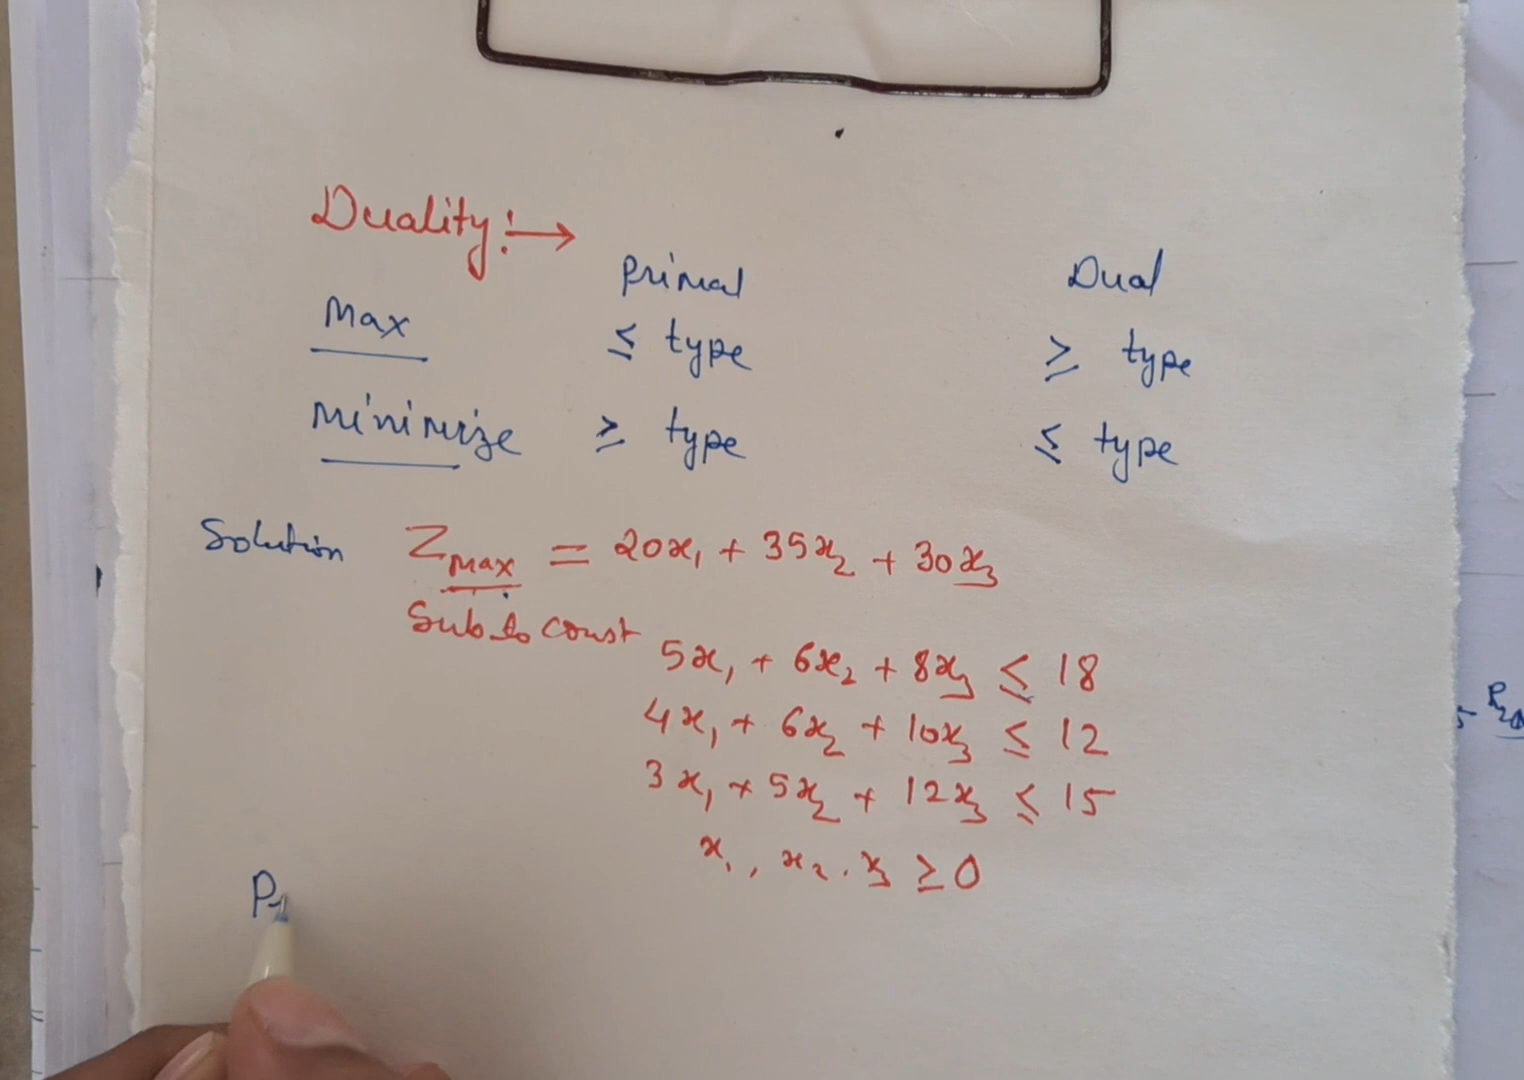 Duality:→
Primal Dual
Max ≤ type ≥ type
Minimize ≥ type ≤ type
Solution Zmax = 20x₁ + 35x₂ + 30x₃
Sub to const
5x₁ + 6x₂ + 8x₃ ≤ 18
4x₁ + 6x₂ + 10x₃ ≤ 12
3x₁ + 5x₂ + 12x₃ ≤ 15
x₁, x₂, x₃ ≥ 0